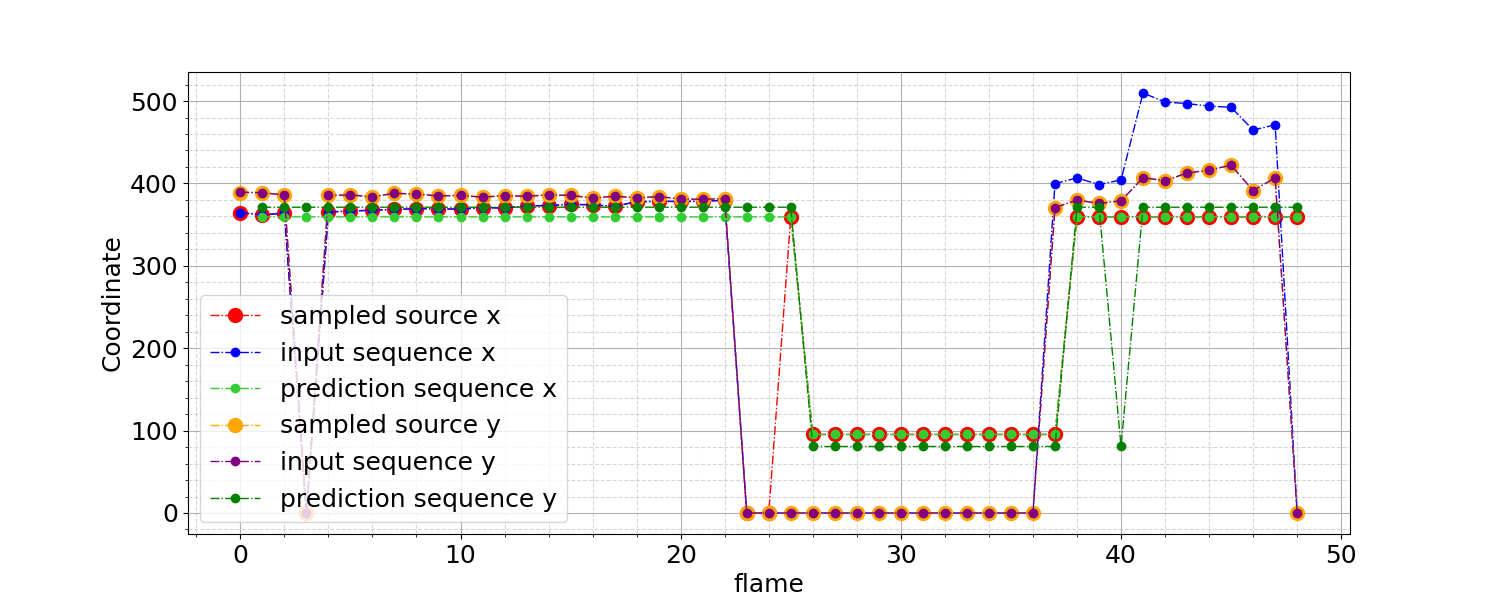 500
400
300
200
100
0
Coordinate
sampled source x
input sequence x
prediction sequence x
sampled source y
input sequence y
prediction sequence y
0 10 20 30 40 50
flame